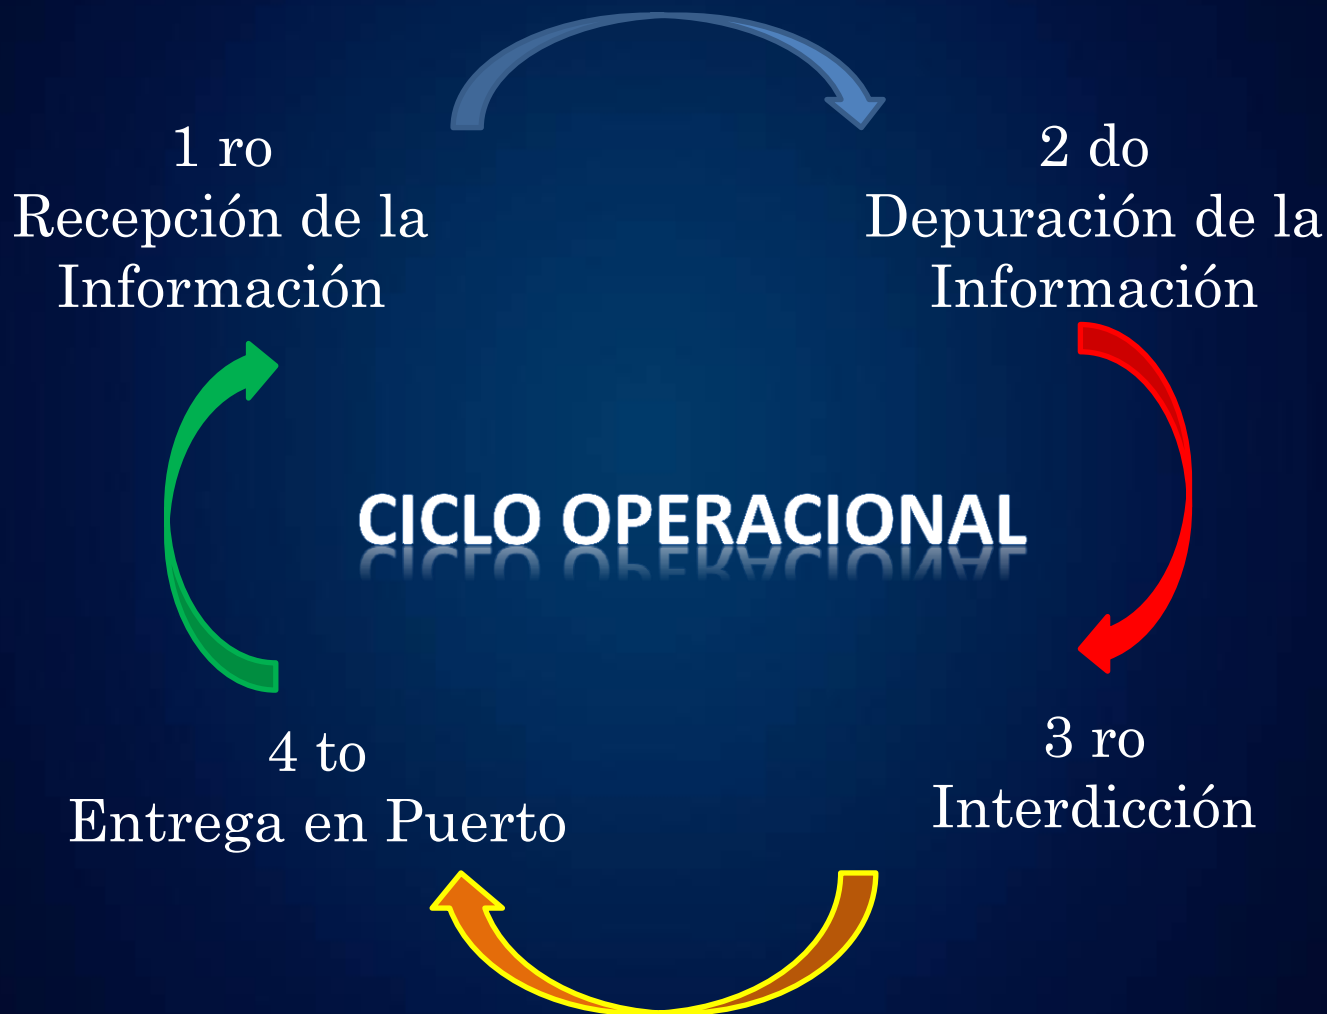 1 ro
Recepción de la
Información
2 do
Depuración de la
Información
CICLO OPERACIONAL
3 ro
Interdicción
4 to
Entrega en Puerto